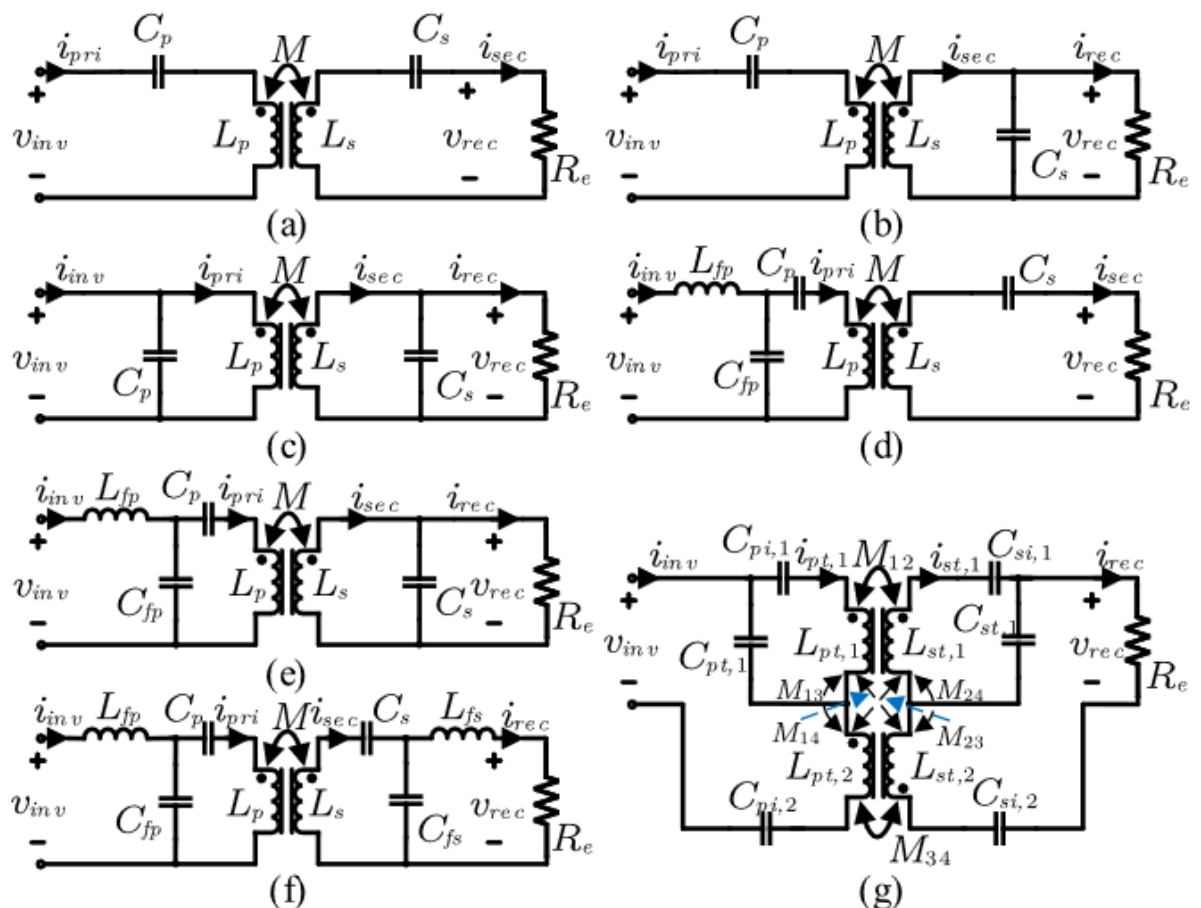 i_pri C_p M C_s i_sec
+ v_inv − L_p L_s + v_rec − R_e
(a)
i_pri C_p M i_sec i_rec
+ v_inv − L_p L_s C_s + v_rec − R_e
(b)
i_inv i_pri M i_sec i_rec
+ v_inv − C_p L_p L_s C_s + v_rec − R_e
(c)
i_inv L_fp C_p i_pri M C_s i_sec
+ v_inv − C_fp L_p L_s + v_rec − R_e
(d)
i_inv L_fp C_p i_pri M i_sec i_rec
+ v_inv − C_fp L_p L_s C_s + v_rec − R_e
(e)
i_inv L_fp C_p i_pri M i_sec C_s L_fs i_rec
+ v_inv − C_fp L_p L_s C_fs + v_rec − R_e
(f)
i_inv C_pi,1 i_pt,1 M_12 i_st,1 C_si,1 i_rec
+ v_inv − C_pt,1 L_pt,1 L_st,1 C_st,1 + v_rec − R_e
M_13 M_24
M_14 M_23
L_pt,2 L_st,2
C_pi,2 C_si,2
M_34
(g)